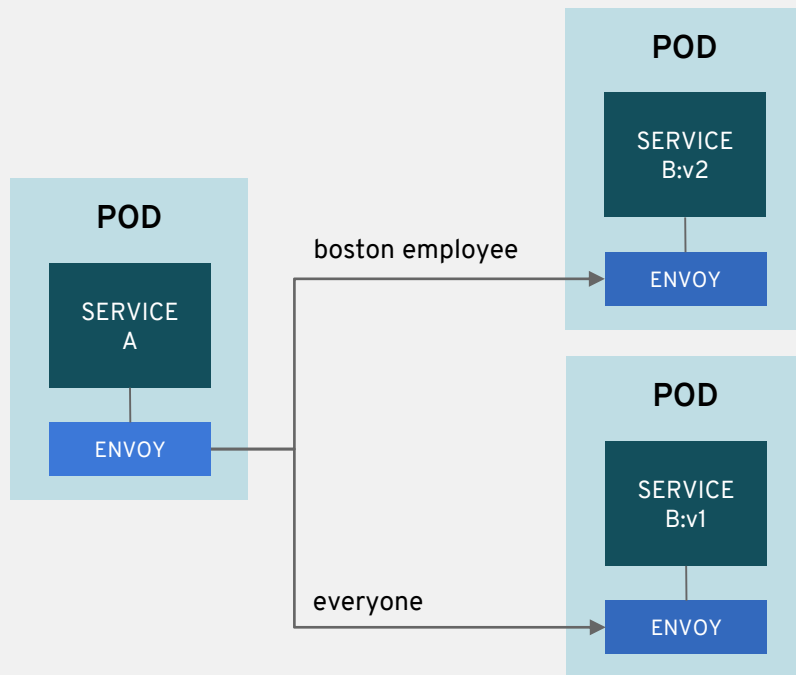 POD
SERVICE
A
ENVOY
boston employee
everyone
POD
SERVICE
B:v2
ENVOY
POD
SERVICE
B:v1
ENVOY